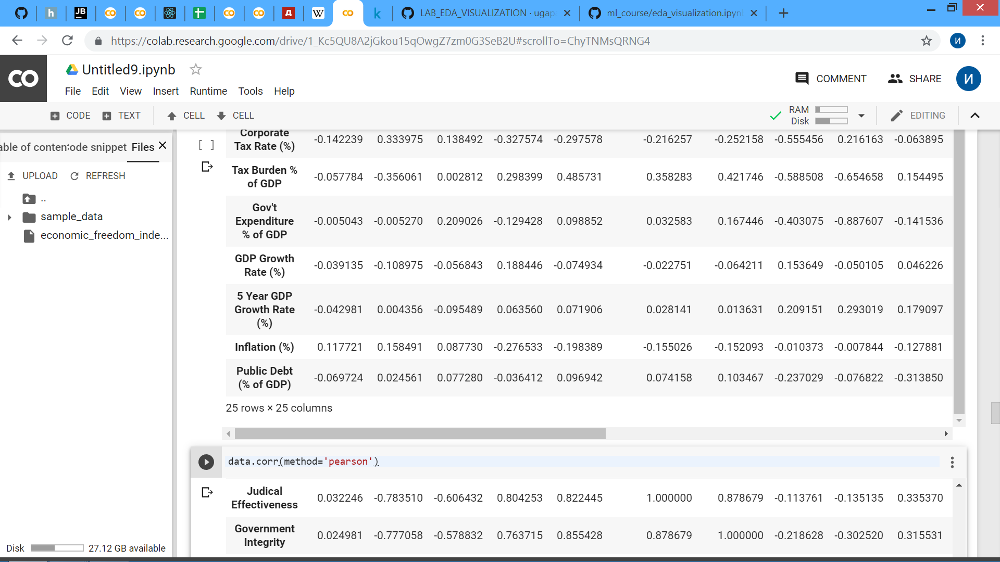 h JB A W k LAB_EDA_VISUALIZATION · ugap ml_course/eda_visualization.ipyn
https://colab.research.google.com/drive/1_Kc5QU8A2jGkou15qOwgZ7zm0G3SeB2U#scrollTo=ChyTNMsQRNG4 И
CO Untitled9.ipynb COMMENT SHARE И
File Edit View Insert Runtime Tools Help
CODE TEXT CELL CELL RAM Disk EDITING
able of conten ode snippet Files
UPLOAD REFRESH
..
sample_data
economic_freedom_inde...
Disk 27.12 GB available
[ ]
Corporate
Tax Rate (%) -0.142239 0.333975 0.138492 -0.327574 -0.297578 -0.216257 -0.252158 -0.555456 0.216163 -0.063895
Tax Burden %
of GDP -0.057784 -0.356061 0.002812 0.298399 0.485731 0.358283 0.421746 -0.588508 -0.654658 0.154495
Gov't
Expenditure
% of GDP -0.005043 -0.005270 0.209026 -0.129428 0.098852 0.032583 0.167446 -0.403075 -0.887607 -0.141536
GDP Growth
Rate (%) -0.039135 -0.108975 -0.056843 0.188446 -0.074934 -0.022751 -0.064211 0.153649 -0.050105 0.046226
5 Year GDP
Growth Rate
(%) -0.042981 0.004356 -0.095489 0.063560 0.071906 0.028141 0.013631 0.209151 0.293019 0.179097
Inflation (%) 0.117721 0.158491 0.087730 -0.276533 -0.198389 -0.155026 -0.152093 -0.010373 -0.007844 -0.127881
Public Debt
(% of GDP) -0.069724 0.024561 0.077280 -0.036412 0.096942 0.074158 0.103467 -0.237029 -0.076822 -0.313850
25 rows × 25 columns
data.corr(method='pearson')
Judical
Effectiveness 0.032246 -0.783510 -0.606432 0.804253 0.822445 1.000000 0.878679 -0.113761 -0.135135 0.335370
Government
Integrity 0.024981 -0.777058 -0.578832 0.763715 0.855428 0.878679 1.000000 -0.218628 -0.302520 0.315531